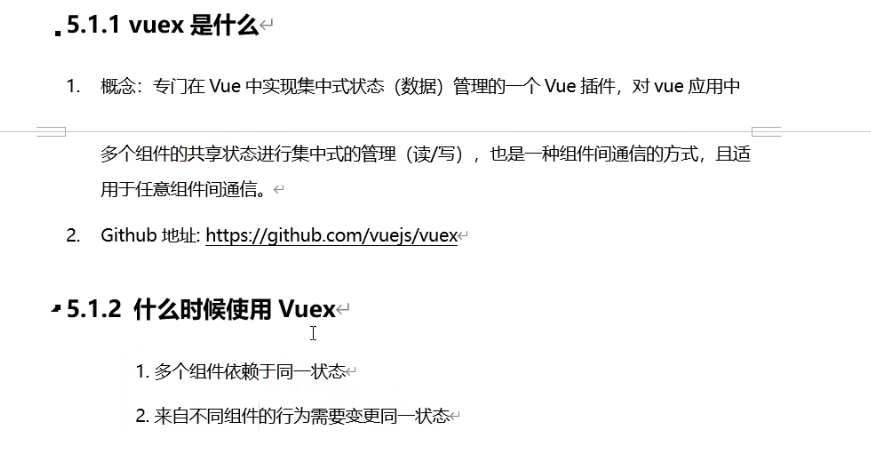 5.1.1 vuex 是什么
1. 概念：专门在 Vue 中实现集中式状态（数据）管理的一个 Vue 插件，对 vue 应用中
多个组件的共享状态进行集中式的管理（读/写），也是一种组件间通信的方式，且适
用于任意组件间通信。
2. Github 地址: https://github.com/vuejs/vuex
5.1.2 什么时候使用 Vuex
1. 多个组件依赖于同一状态
2. 来自不同组件的行为需要变更同一状态